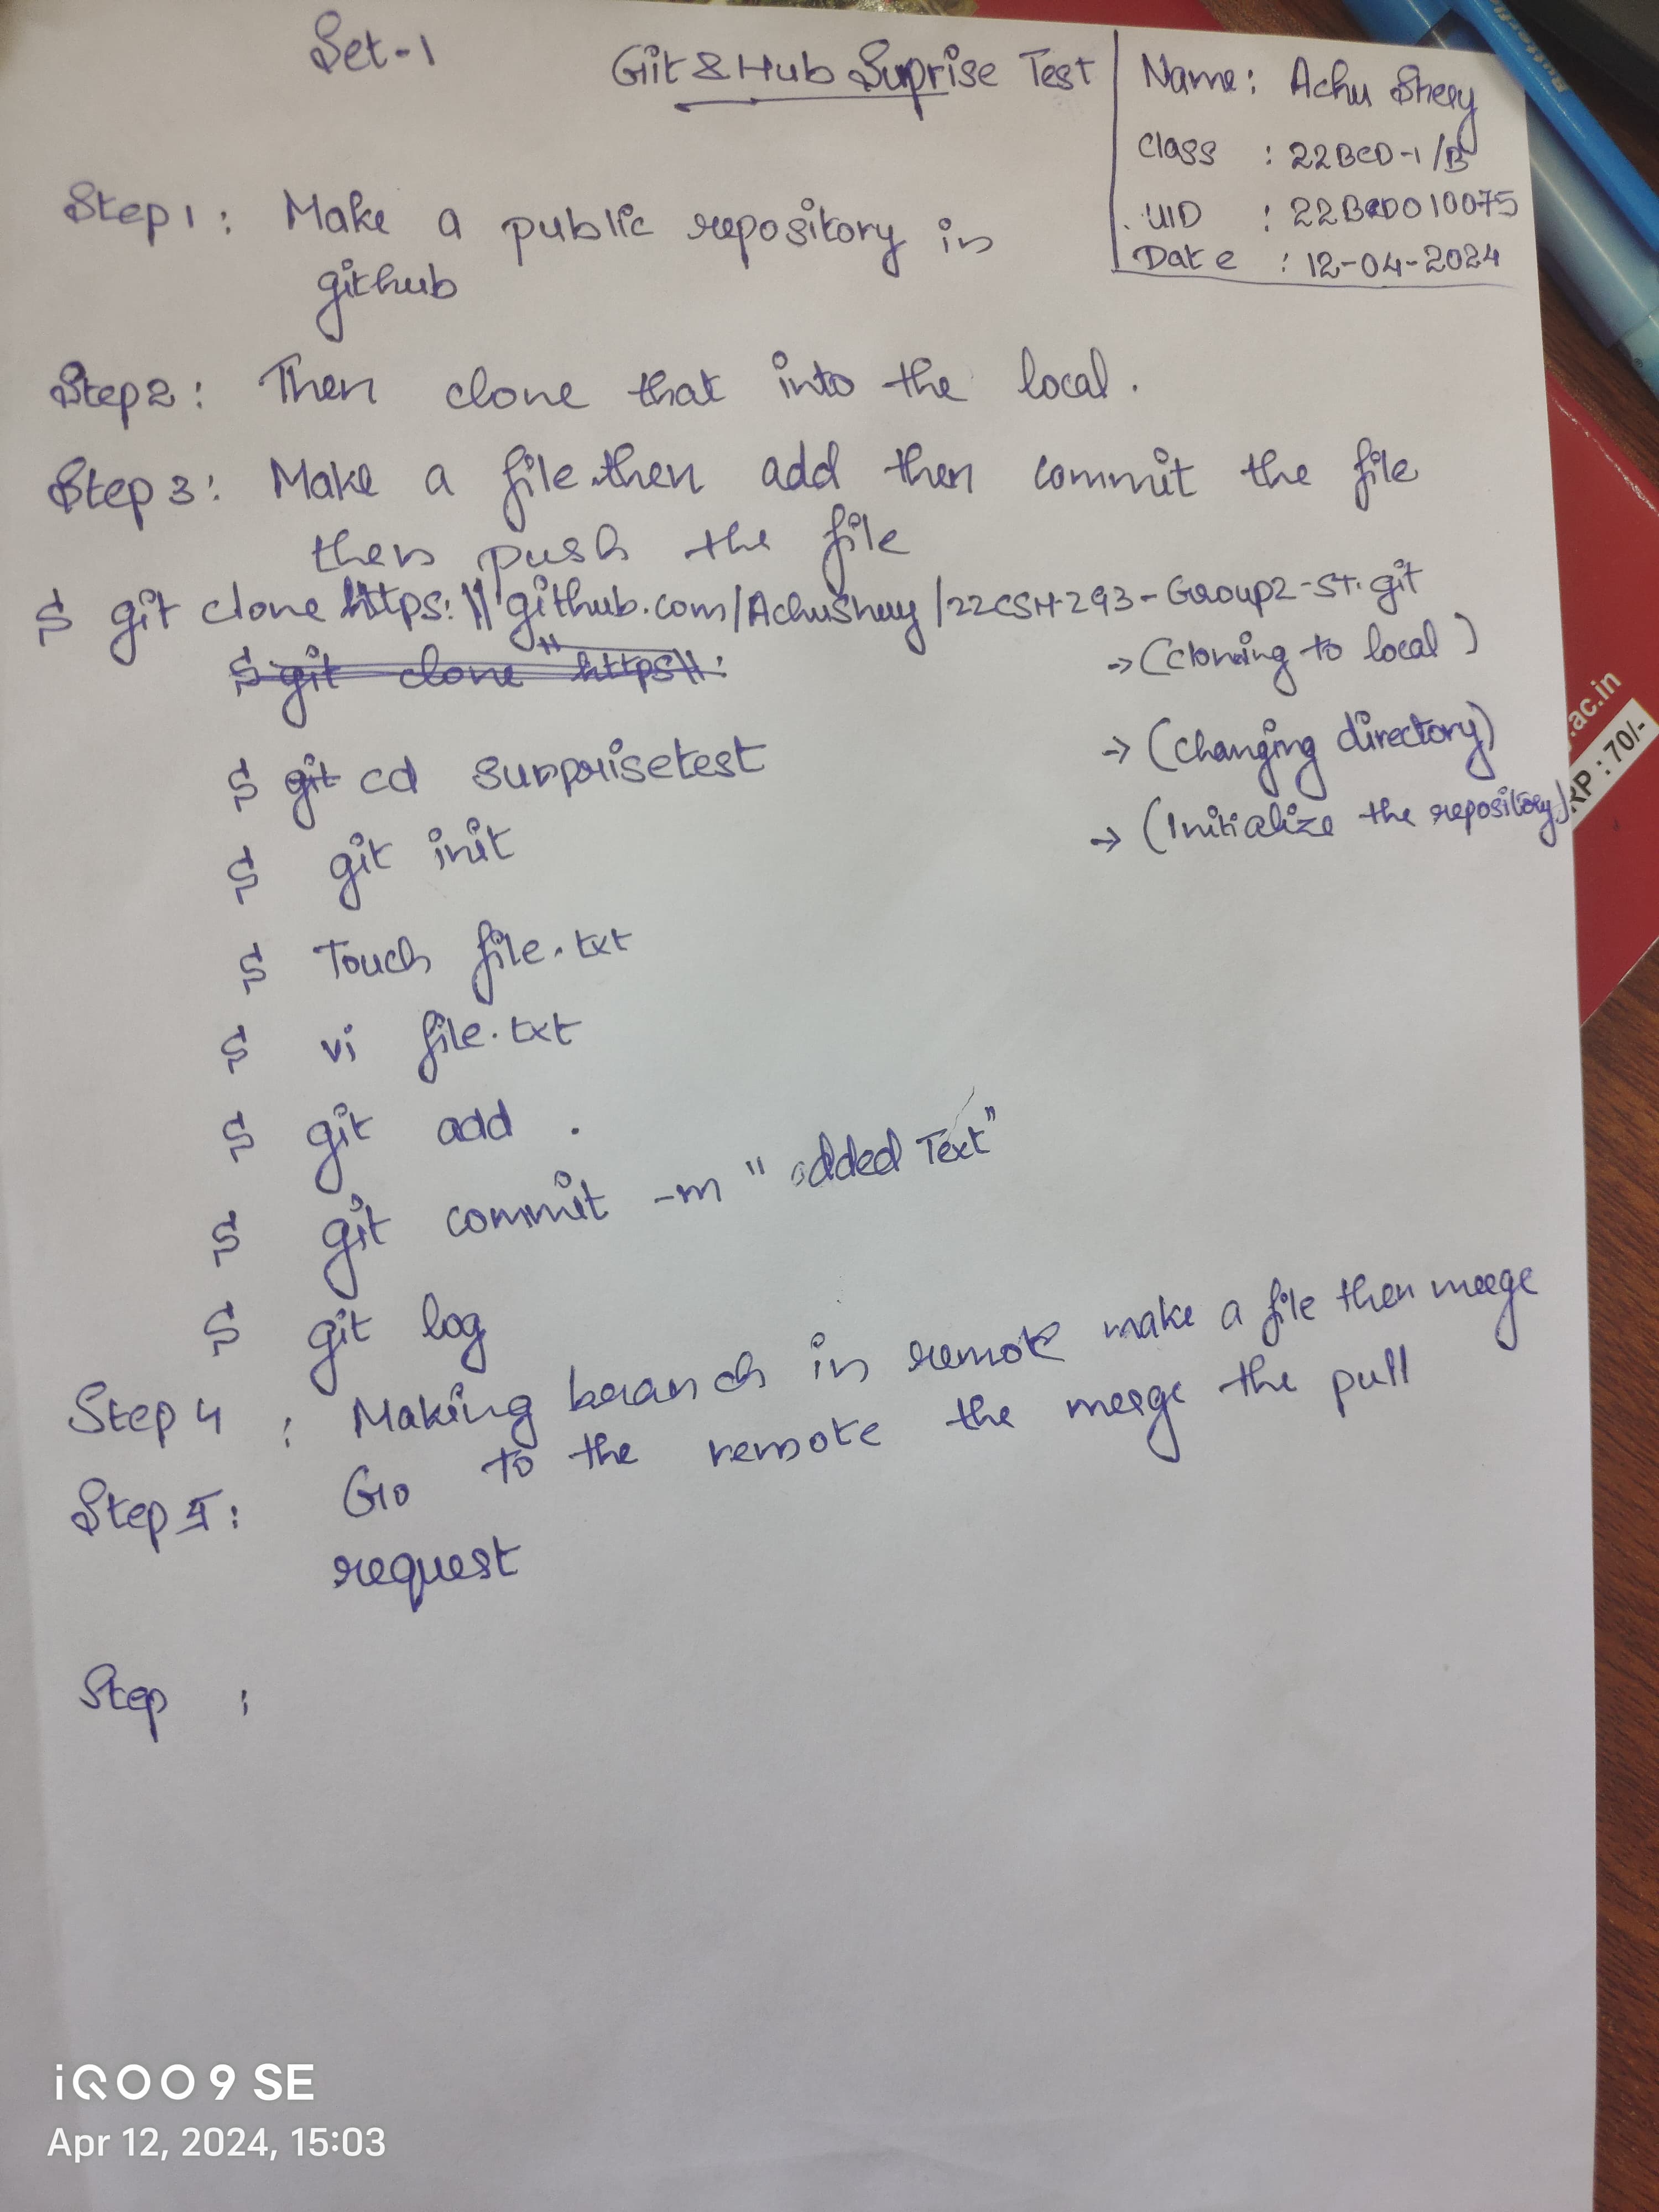 Set-1
Git & Hub Suprise Test
Name: Achu Shery
Class : 22BCD-1/B
UID : 22BCD010075
Date : 12-04-2024
Step 1: Make a public repository in
github
Step 2: Then clone that into the local.
Step 3: Make a file then add then commit the file
then push the file
$ git clone https:\\github.com/AchuShery/22CSH-293-Group2-ST.git
$ git clone "https\\:
→ (cloning to local)
$ git cd surprisetest → (changing directory)
$ git init → (Initialize the repository)
$ Touch file.txt
$ vi file.txt
$ git add .
$ git commit -m "added Text"
$ git log
Step 4 : Making branch in remote make a file then merge
Step 5: Go to the remote the merge the pull
request
Step :
.ac.in
RP : 70/-
iQOO 9 SE
Apr 12, 2024, 15:03